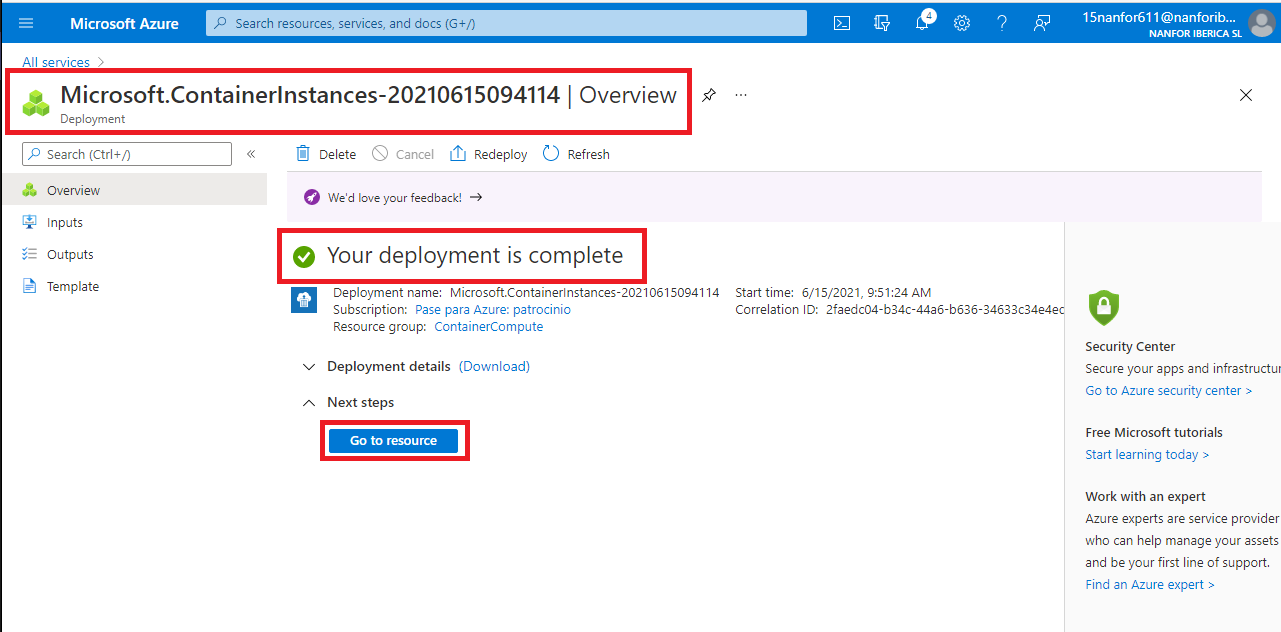 Microsoft Azure
Search resources, services, and docs (G+/)
4
15nanfor611@nanforib...
NANFOR IBERICA SL
All services >
Microsoft.ContainerInstances-20210615094114 | Overview
...
Deployment
Search (Ctrl+/)
«
Delete
Cancel
Redeploy
Refresh
Overview
Inputs
Outputs
Template
We'd love your feedback! →
Your deployment is complete
Deployment name: Microsoft.ContainerInstances-20210615094114
Subscription: Pase para Azure: patrocinio
Resource group: ContainerCompute
Start time: 6/15/2021, 9:51:24 AM
Correlation ID: 2faedc04-b34c-44a6-b636-34633c34e4ec
Deployment details (Download)
Next steps
Go to resource
Security Center
Secure your apps and infrastructur
Go to Azure security center >
Free Microsoft tutorials
Start learning today >
Work with an expert
Azure experts are service provider
who can help manage your assets
and be your first line of support.
Find an Azure expert >